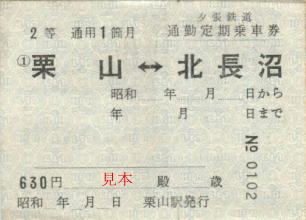 夕張鉄道
2等 通用1箇月 通勤定期乗車券
①栗山↔北長沼
昭和 年 月 日から
年 月 日まで
№0102
630円 見本 殿 歳
昭和 年 月 日 栗山駅発行